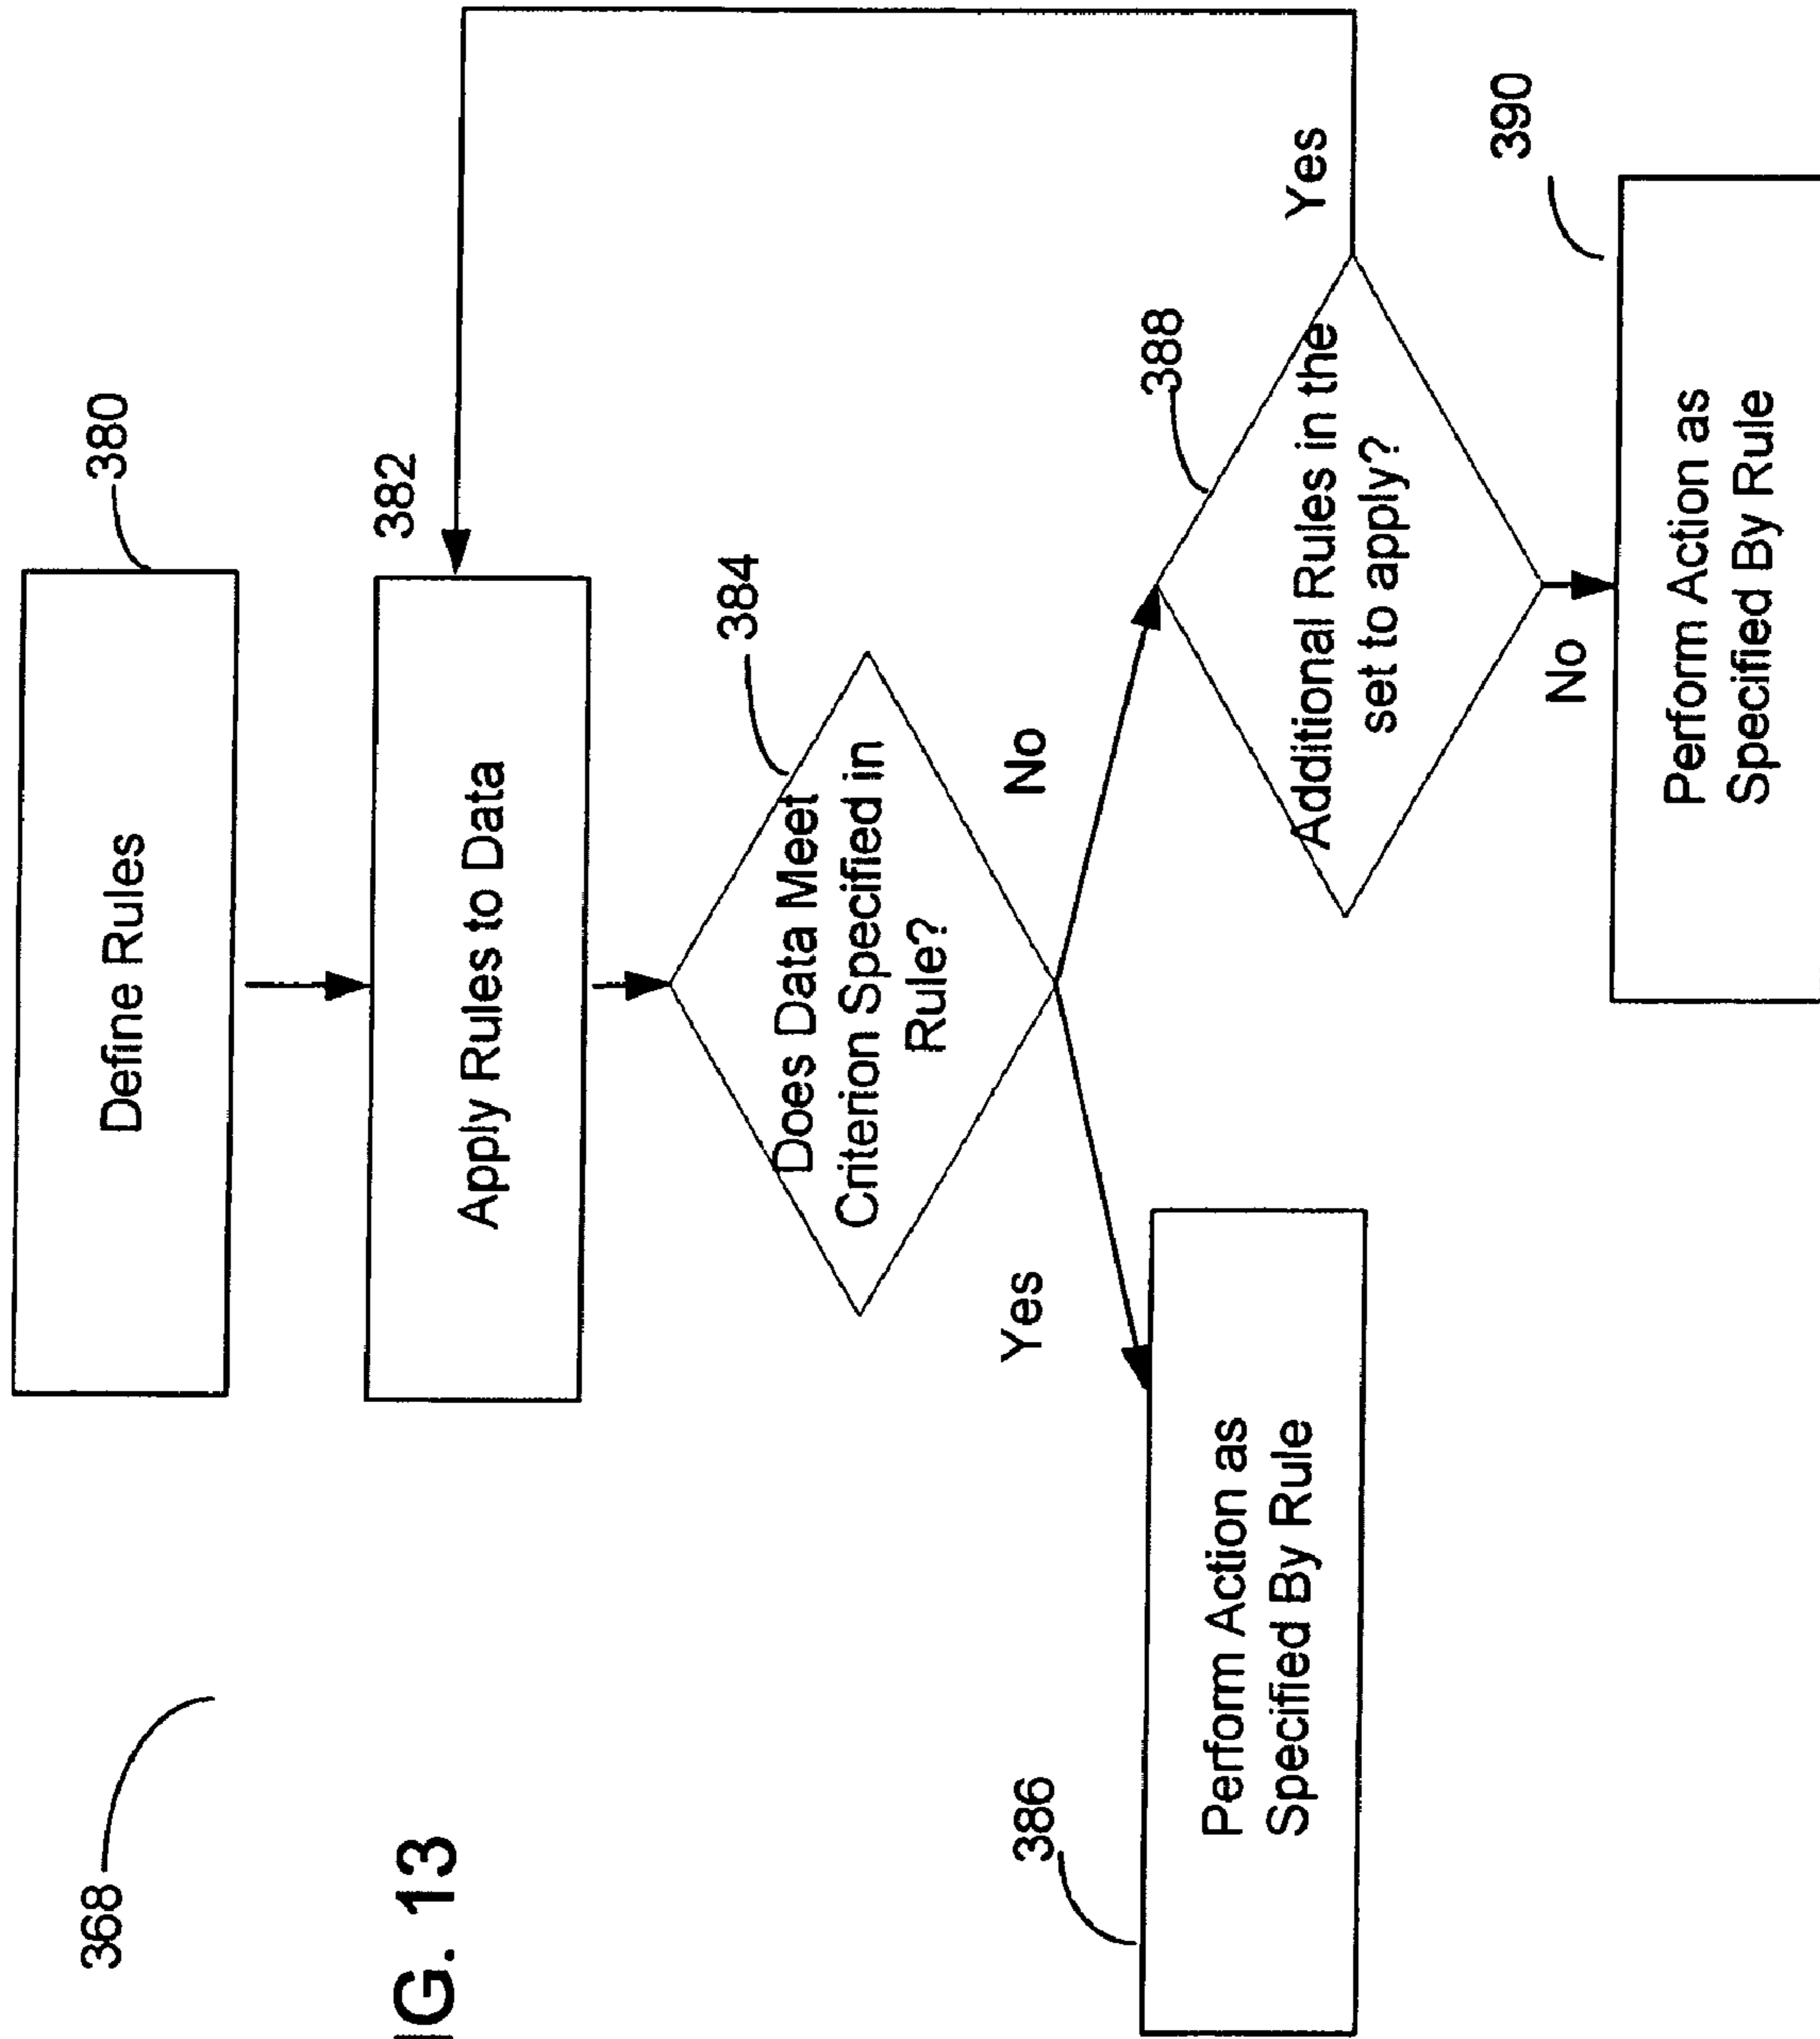 368
Define Rules
380
Apply Rules to Data
382
Does Data Meet
Criterion Specified in
Rule?
384
Yes
No
386
Perform Action as
Specified By Rule
Additional Rules in the
set to apply?
388
Yes
No
Perform Action as
Specified By Rule
390